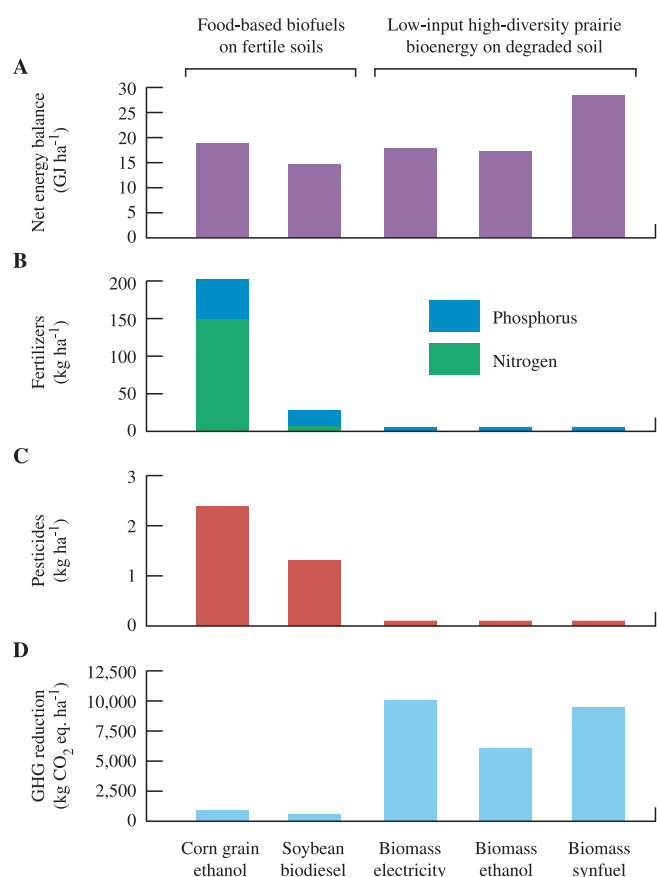 Food-based biofuels
on fertile soils
Low-input high-diversity prairie
bioenergy on degraded soil
A
Net energy balance
(GJ ha⁻¹)
30
25
20
15
10
5
0
B
Fertilizers
(kg ha⁻¹)
200
150
100
50
0
Phosphorus
Nitrogen
C
Pesticides
(kg ha⁻¹)
3
2
1
0
D
GHG reduction
(kg CO₂ eq. ha⁻¹)
12,500
10,000
7,500
5,000
2,500
0
Corn grain
ethanol
Soybean
biodiesel
Biomass
electricity
Biomass
ethanol
Biomass
synfuel